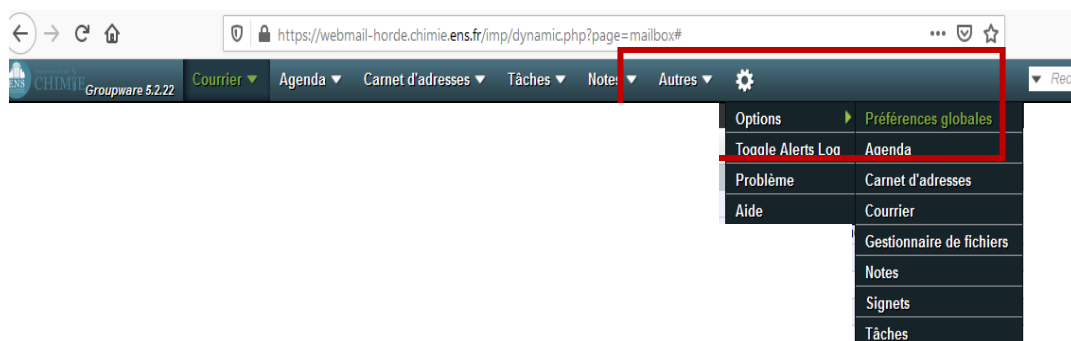 https://webmail-horde.chimie.ens.fr/imp/dynamic.php?page=mailbox#
ENS CHIMIE Groupware 5.2.22 Courrier Agenda Carnet d'adresses Tâches Notes Autres Rec
Options Préférences globales
Toggle Alerts Log Agenda
Problème Carnet d'adresses
Aide Courrier
Gestionnaire de fichiers
Notes
Signets
Tâches